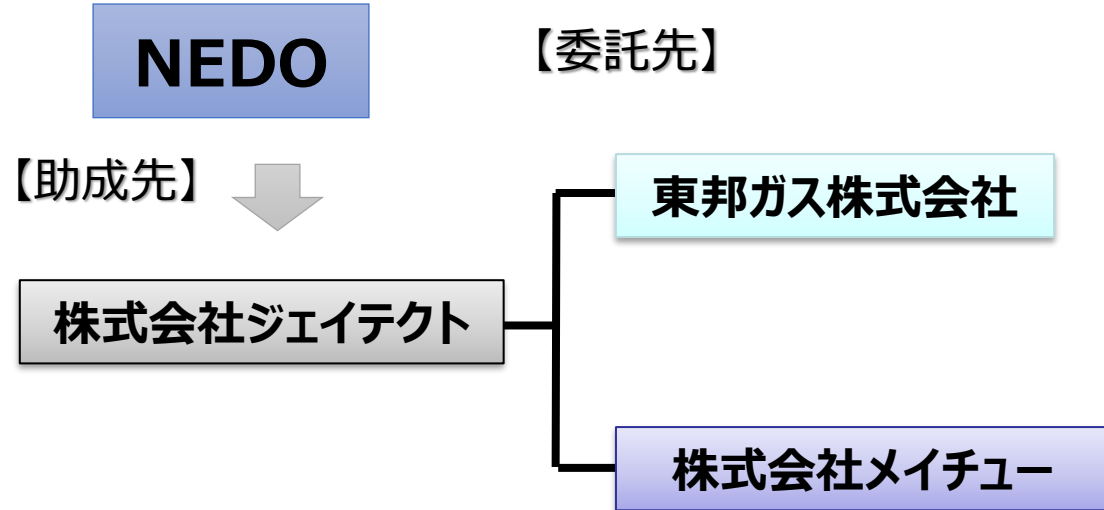 NEDO
【委託先】
【助成先】
東邦ガス株式会社
株式会社ジェイテクト
株式会社メイチュー